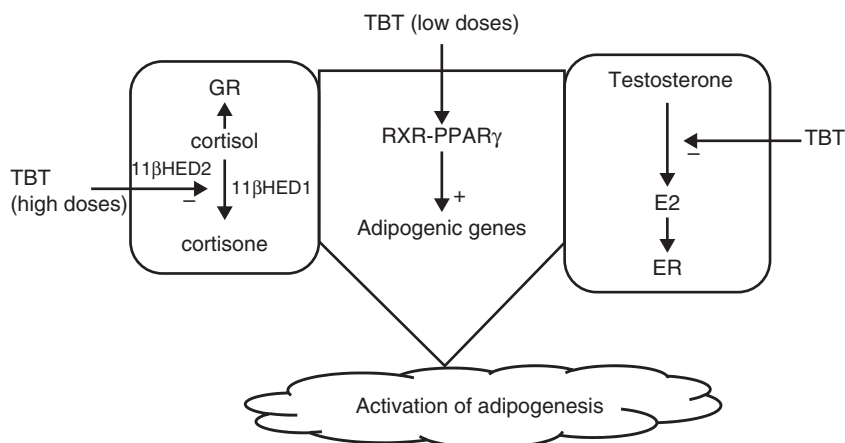 TBT (low doses)
GR
cortisol
11βHED2
–
11βHED1
TBT
(high doses)
cortisone
RXR-PPARγ
+
Adipogenic genes
Testosterone
–
TBT
E2
ER
Activation of adipogenesis